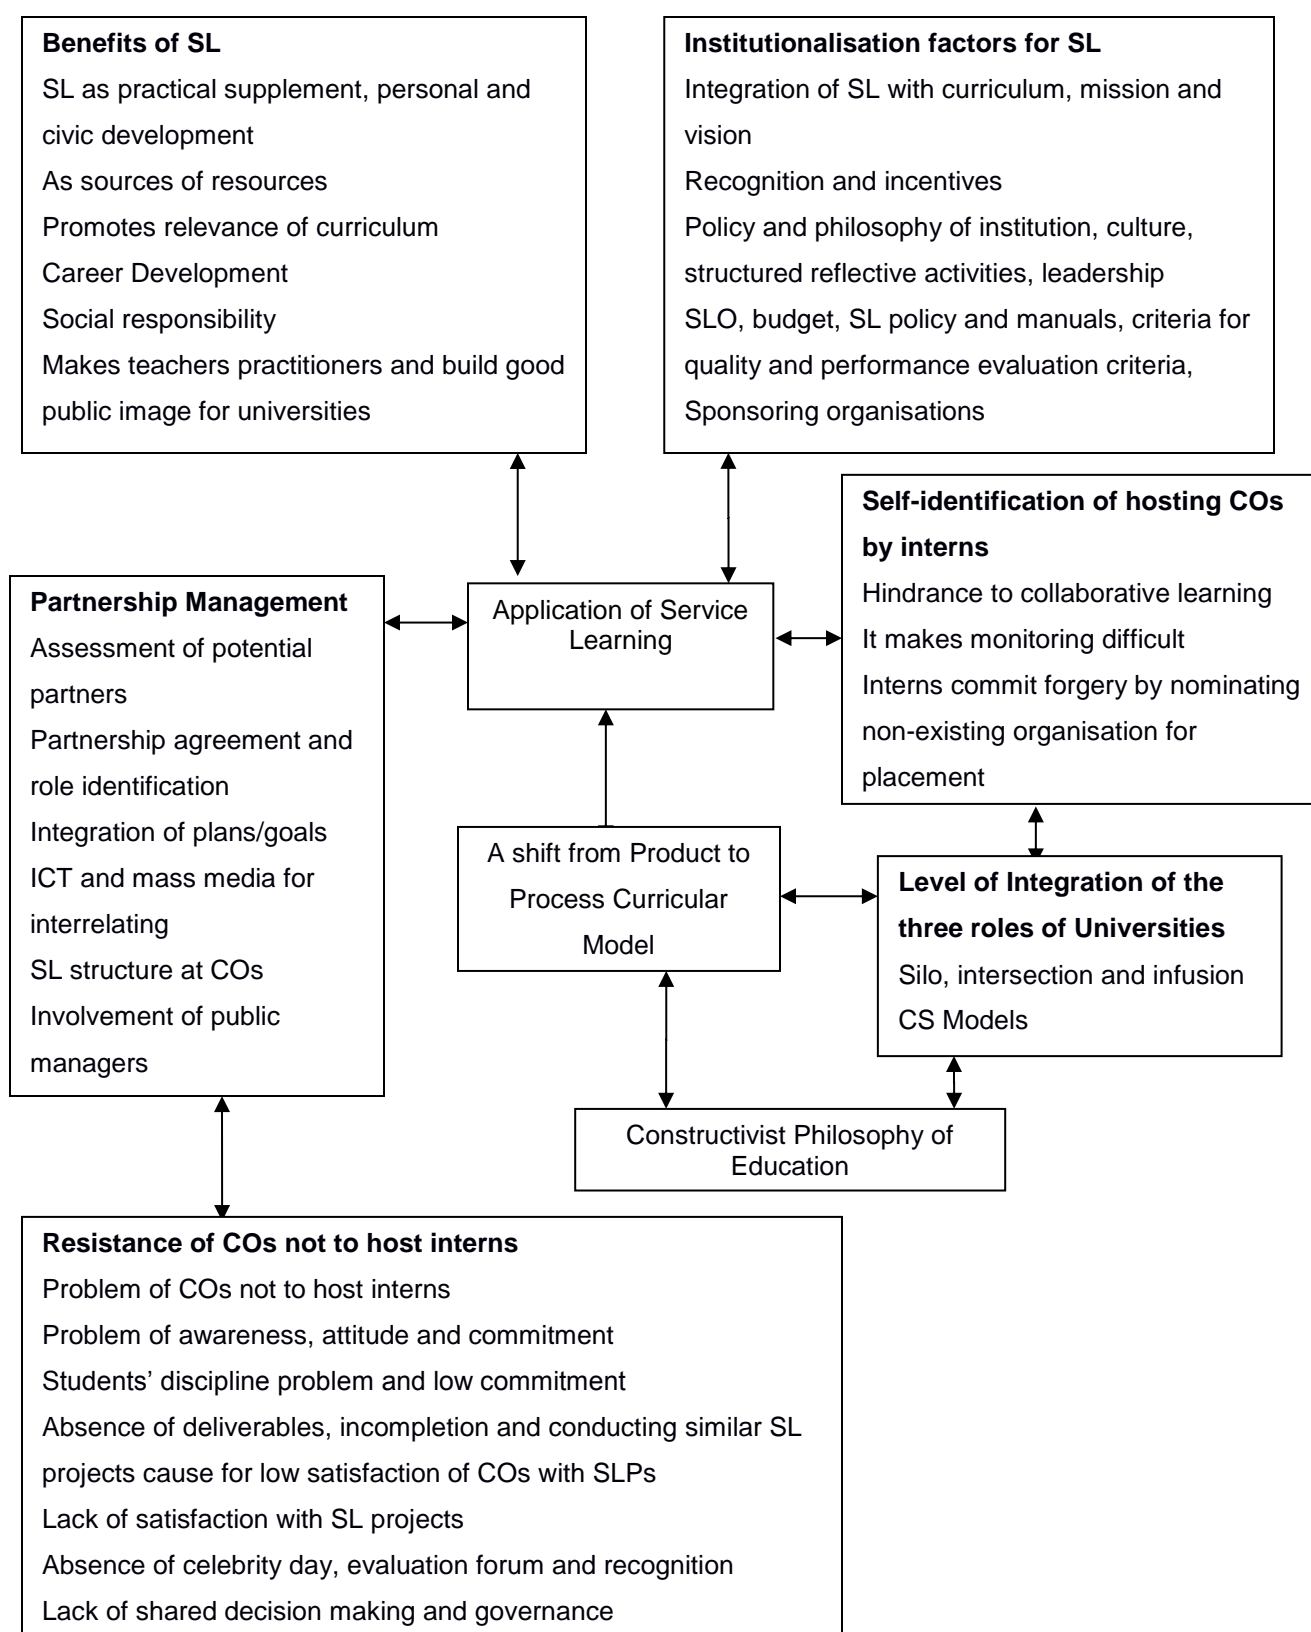 Benefits of SL
SL as practical supplement, personal and
civic development
As sources of resources
Promotes relevance of curriculum
Career Development
Social responsibility
Makes teachers practitioners and build good
public image for universities
Institutionalisation factors for SL
Integration of SL with curriculum, mission and
vision
Recognition and incentives
Policy and philosophy of institution, culture,
structured reflective activities, leadership
SLO, budget, SL policy and manuals, criteria for
quality and performance evaluation criteria,
Sponsoring organisations
Self-identification of hosting COs
by interns
Hindrance to collaborative learning
It makes monitoring difficult
Interns commit forgery by nominating
non-existing organisation for
placement
Partnership Management
Assessment of potential
partners
Partnership agreement and
role identification
Integration of plans/goals
ICT and mass media for
interrelating
SL structure at COs
Involvement of public
managers
Application of Service
Learning
A shift from Product to
Process Curricular
Model
Level of Integration of the
three roles of Universities
Silo, intersection and infusion
CS Models
Constructivist Philosophy of
Education
Resistance of COs not to host interns
Problem of COs not to host interns
Problem of awareness, attitude and commitment
Students’ discipline problem and low commitment
Absence of deliverables, incompletion and conducting similar SL
projects cause for low satisfaction of COs with SLPs
Lack of satisfaction with SL projects
Absence of celebrity day, evaluation forum and recognition
Lack of shared decision making and governance